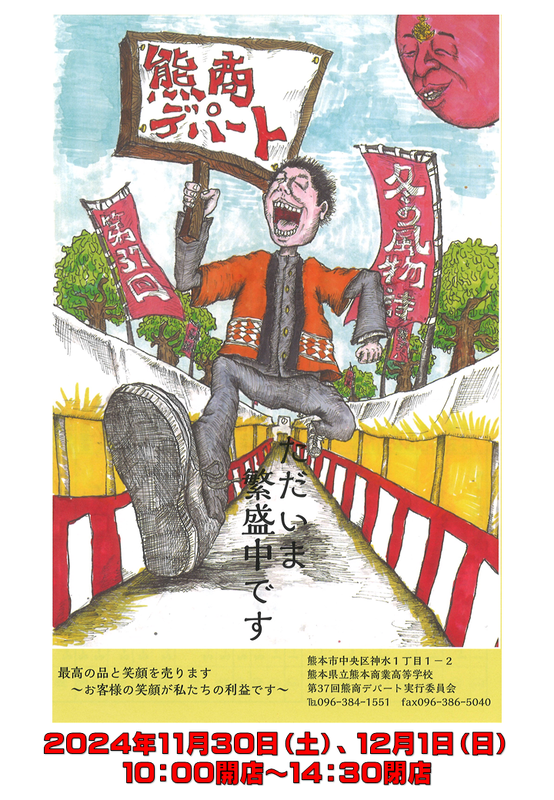 熊商
デパート
第37回
冬の風物詩
ただいま
繁盛中です
最高の品と笑顔を売ります
～お客様の笑顔が私たちの利益です～
熊本市中央区神水１丁目１－２
熊本県立熊本商業高等学校
第37回熊商デパート実行委員会
℡096-384-1551　fax096-386-5040
2024年11月30日（土）、12月1日（日）
10：00開店～14：30閉店